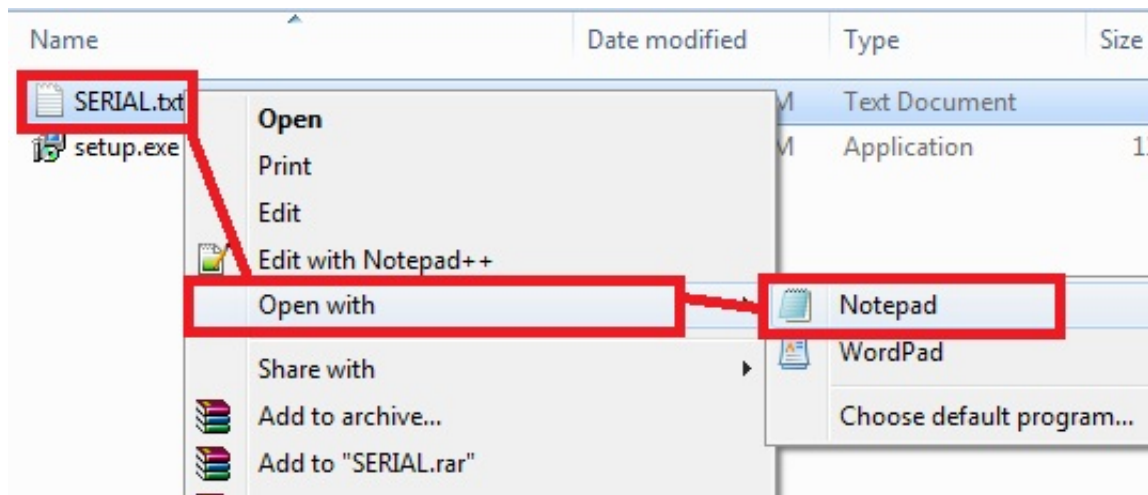 Name Date modified Type Size
SERIAL.txt M Text Document
setup.exe M Application 1
Open
Print
Edit
Edit with Notepad++
Open with
Notepad
WordPad
Choose default program...
Share with
Add to archive...
Add to "SERIAL.rar"